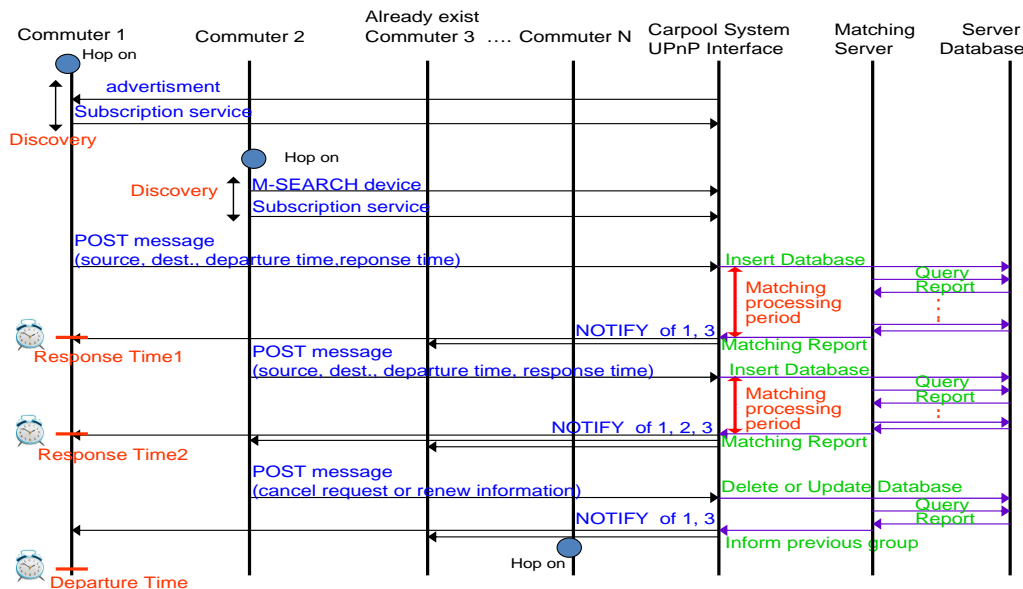 Already exist
Commuter 1
Commuter 2
Commuter 3 .... Commuter N
Carpool System
UPnP Interface
Matching
Server
Server
Database
Hop on
advertisment
Subscription service
Discovery
Hop on
Discovery
M-SEARCH device
Subscription service
POST message
(source, dest., departure time,reponse time)
Insert Database
Query
Report
Matching
processing
period
⋮
NOTIFY of 1, 3
Matching Report
Response Time1
POST message
(source, dest., departure time, response time)
Insert Database
Query
Report
Matching
processing
period
⋮
NOTIFY of 1, 2, 3
Matching Report
Response Time2
POST message
(cancel request or renew information)
Delete or Update Database
Query
Report
NOTIFY of 1, 3
Inform previous group
Hop on
Departure Time